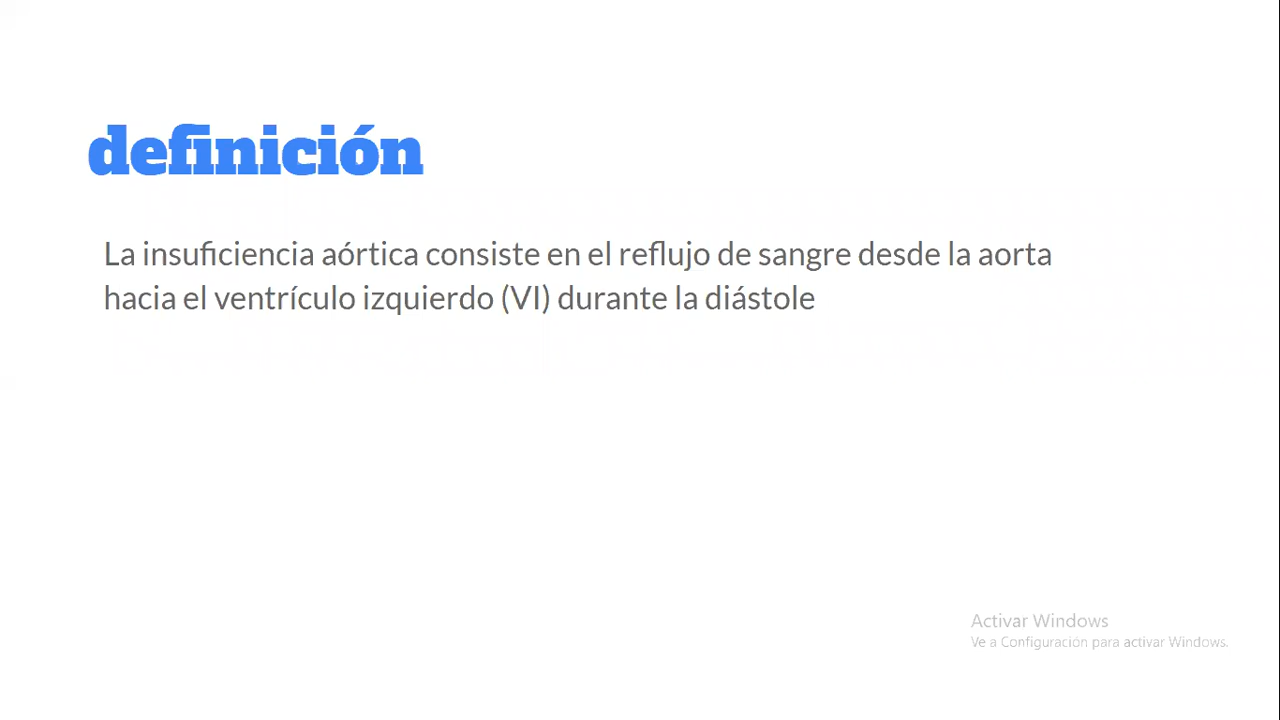 definición
La insuficiencia aórtica consiste en el reflujo de sangre desde la aorta
hacia el ventrículo izquierdo (VI) durante la diástole
Activar Windows
Ve a Configuración para activar Windows.